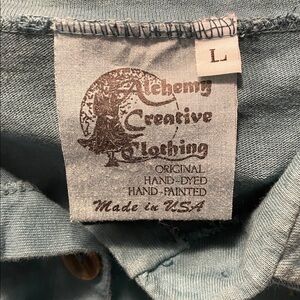 L
Alchemy
Creative
Clothing
ORIGINAL
HAND-DYED
HAND-PAINTED
Made in USA